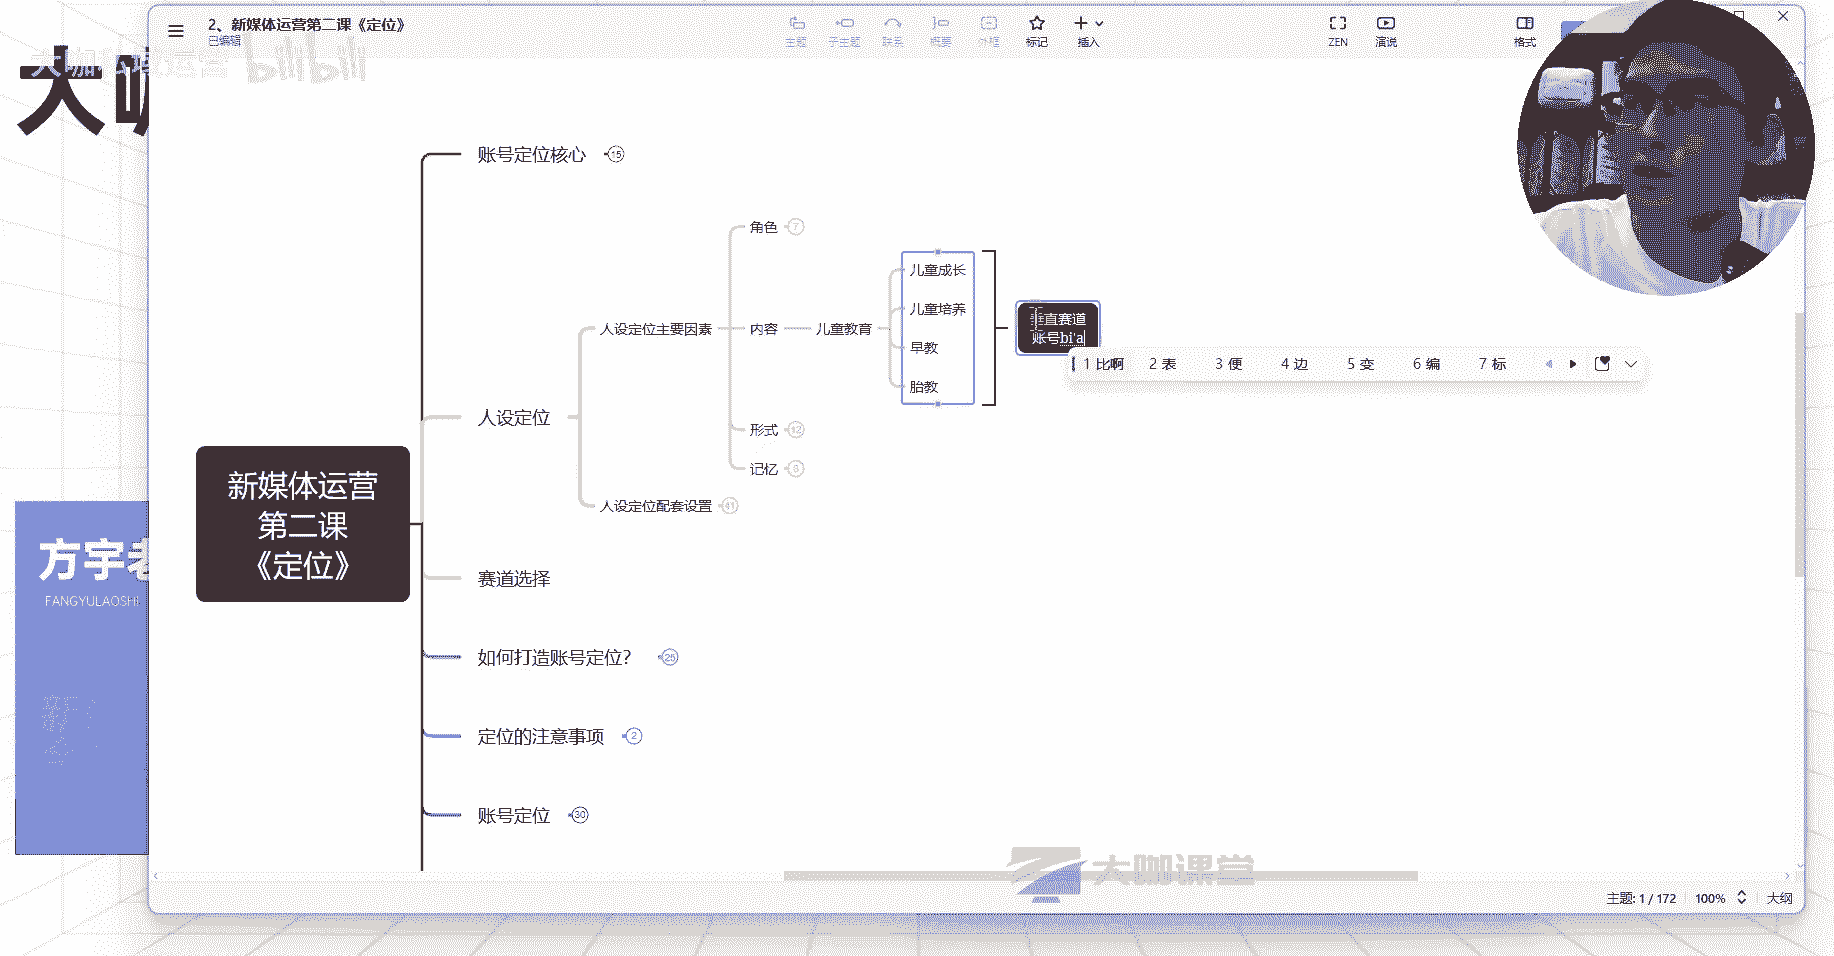 2、新媒体运营第二课《定位》
已编辑
主题
子主题
联系
概要
外框
标记
插入
ZEN
演说
格式
大咖私域运营
bilibili
大咖
账号定位核心
15
角色
7
儿童成长
儿童培养
早教
胎教
垂直赛道
账号bi'a
1 比啊
2 表
3 便
4 边
5 变
6 编
7 标
人设定位主要因素
内容
儿童教育
人设定位
形式
12
记忆
人设定位配套设置
新媒体运营
第二课
《定位》
赛道选择
方宇老
FANGYULAOSHI
如何打造账号定位?
25
定位的注意事项
2
账号定位
30
大咖课堂
主题: 1 / 172
100%
大纲